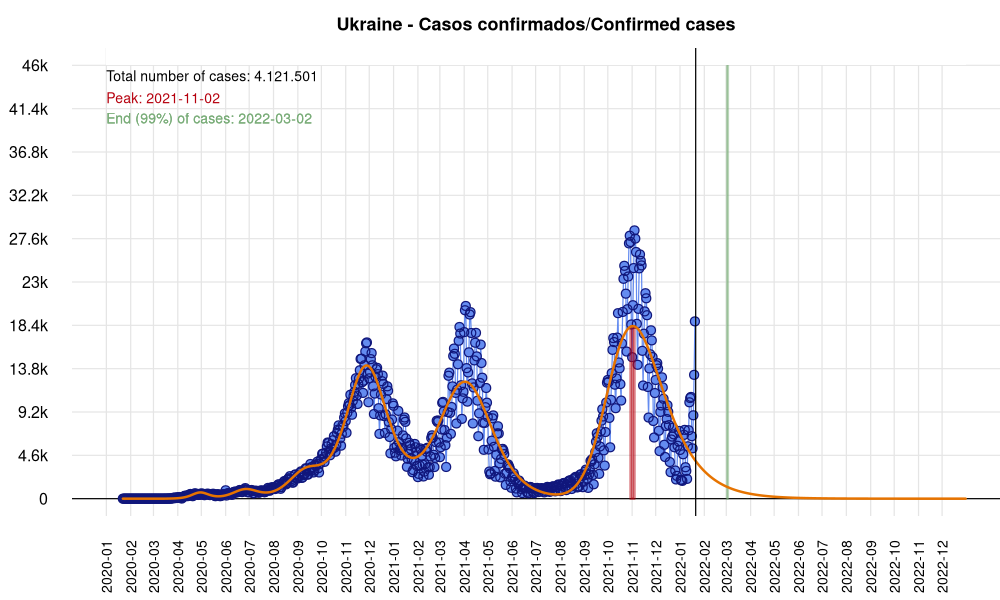 Ukraine - Casos confirmados/Confirmed cases
46k
Total number of cases: 4.121.501
Peak: 2021-11-02
41.4k
End (99%) of cases: 2022-03-02
36.8k
32.2k
27.6k
23k
18.4k
13.8k
9.2k
4.6k
0
2020-01
2020-02
2020-03
2020-04
2020-05
2020-06
2020-07
2020-08
2020-09
2020-10
2020-11
2020-12
2021-01
2021-02
2021-03
2021-04
2021-05
2021-06
2021-07
2021-08
2021-09
2021-10
2021-11
2021-12
2022-01
2022-02
2022-03
2022-04
2022-05
2022-06
2022-07
2022-08
2022-09
2022-10
2022-11
2022-12